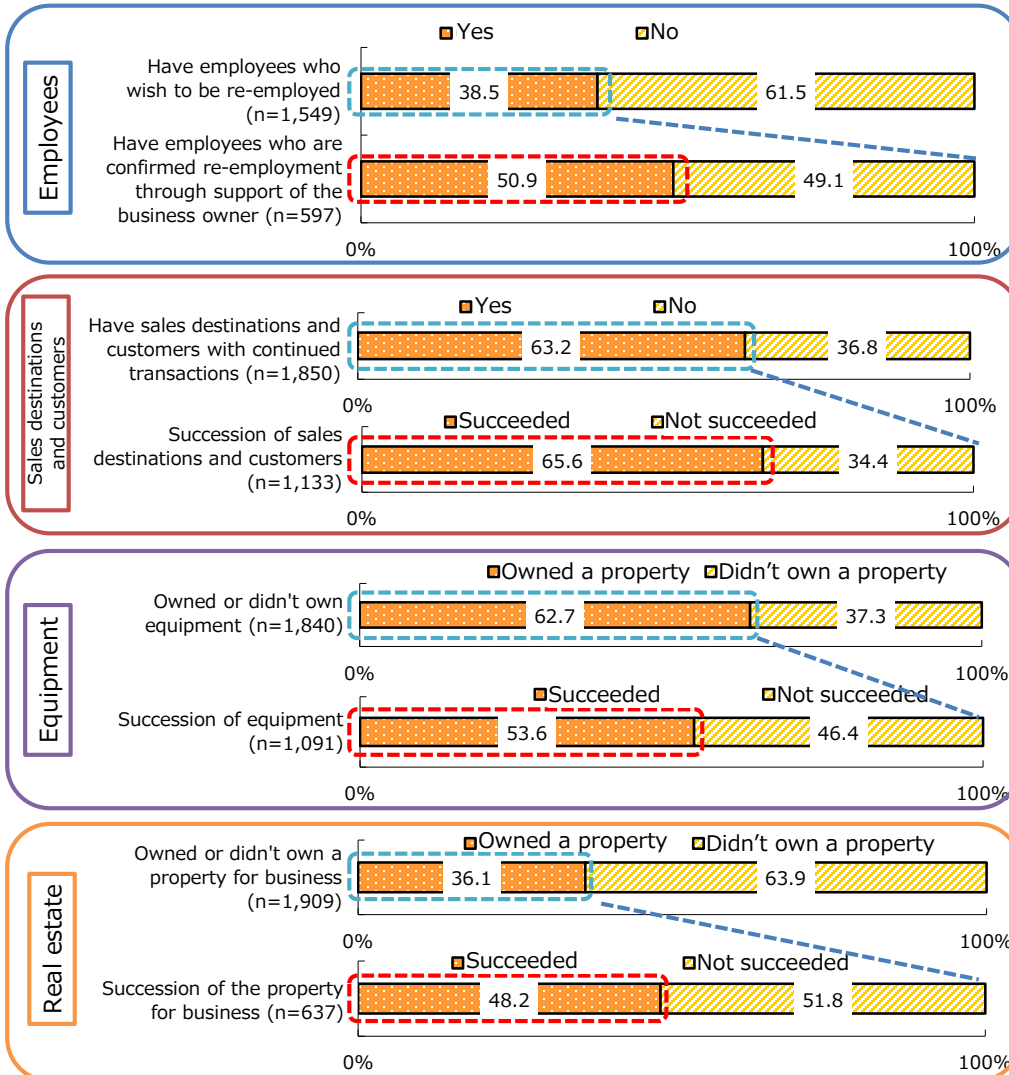 Employees
Yes
No
Have employees who
wish to be re-employed
(n=1,549)
38.5
61.5
Have employees who are
confirmed re-employment
through support of the
business owner (n=597)
50.9
49.1
0%
100%
Sales destinations
and customers
Yes
No
Have sales destinations and
customers with continued
transactions (n=1,850)
63.2
36.8
0%
100%
Succeeded
Not succeeded
Succession of sales
destinations and customers
(n=1,133)
65.6
34.4
0%
100%
Equipment
Owned a property
Didn't own a property
Owned or didn't own
equipment (n=1,840)
62.7
37.3
0%
100%
Succeeded
Not succeeded
Succession of equipment
(n=1,091)
53.6
46.4
0%
100%
Real estate
Owned a property
Didn't own a property
Owned or didn't own a
property for business
(n=1,909)
36.1
63.9
0%
100%
Succeeded
Not succeeded
Succession of the property
for business (n=637)
48.2
51.8
0%
100%